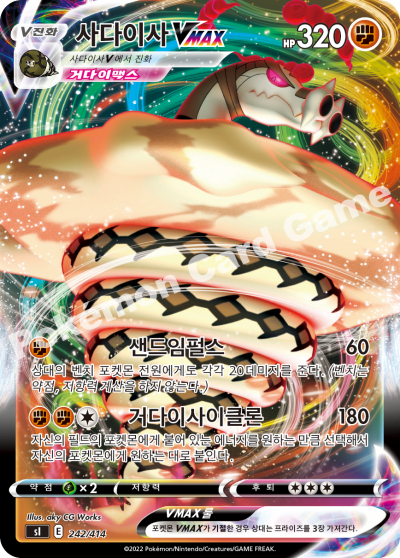 V진화 사다이사 VMAX HP 320
사다이사V에서 진화
거다이맥스
Pokémon Card Game
샌드임펄스 60
상대의 벤치 포켓몬 전원에게도 각각 20데미지를 준다. (벤치는
약점, 저항력 계산을 하지 않는다.)
거다이사이클론 180
자신의 필드의 포켓몬에게 붙어 있는 에너지를 원하는 만큼 선택해서
자신의 포켓몬에게 원하는 대로 붙인다.
약점 ×2 저항력 후퇴
Illus. aky CG Works
sI E 242/414
VMAX룰
포켓몬 VMAX가 기절한 경우 상대는 프라이즈를 3장 가져간다.
©2022 Pokémon/Nintendo/Creatures/GAME FREAK.